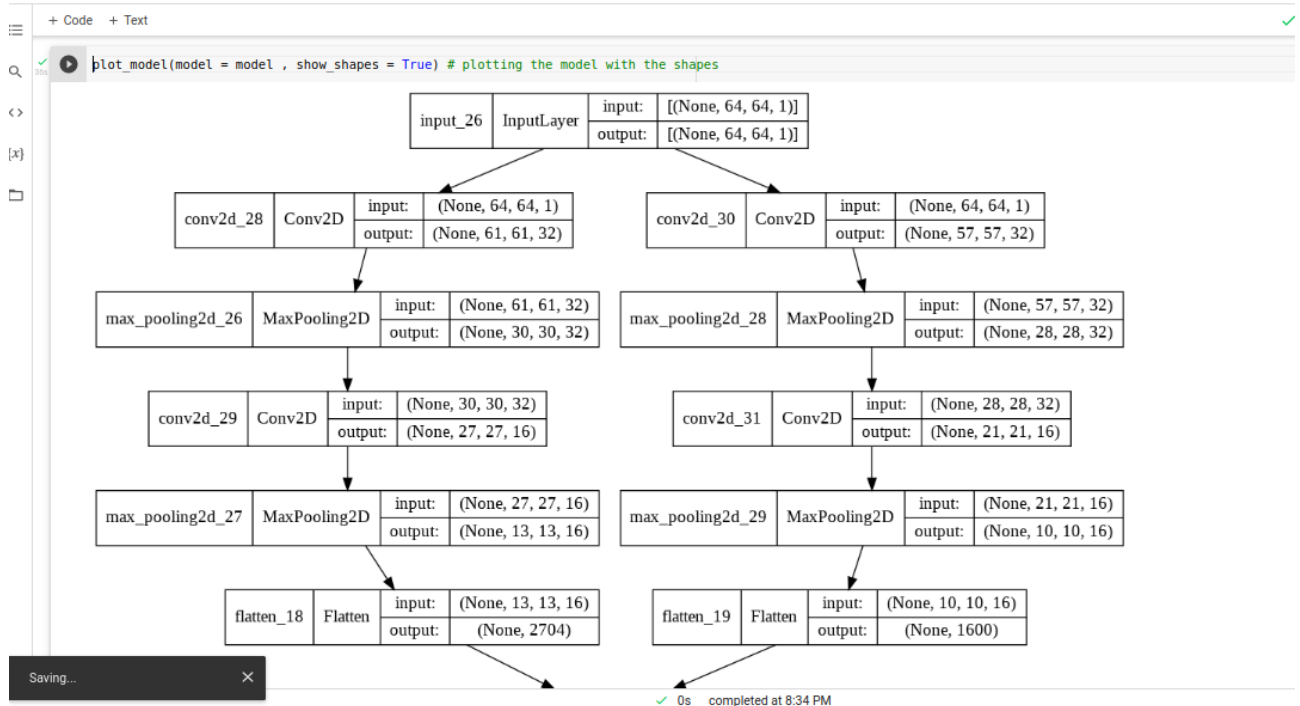 + Code + Text
{x}
36s
plot_model(model = model , show_shapes = True) # plotting the model with the shapes
input_26 InputLayer input: [(None, 64, 64, 1)]
output: [(None, 64, 64, 1)]
conv2d_28 Conv2D input: (None, 64, 64, 1)
output: (None, 61, 61, 32)
conv2d_30 Conv2D input: (None, 64, 64, 1)
output: (None, 57, 57, 32)
max_pooling2d_26 MaxPooling2D input: (None, 61, 61, 32)
output: (None, 30, 30, 32)
max_pooling2d_28 MaxPooling2D input: (None, 57, 57, 32)
output: (None, 28, 28, 32)
conv2d_29 Conv2D input: (None, 30, 30, 32)
output: (None, 27, 27, 16)
conv2d_31 Conv2D input: (None, 28, 28, 32)
output: (None, 21, 21, 16)
max_pooling2d_27 MaxPooling2D input: (None, 27, 27, 16)
output: (None, 13, 13, 16)
max_pooling2d_29 MaxPooling2D input: (None, 21, 21, 16)
output: (None, 10, 10, 16)
flatten_18 Flatten input: (None, 13, 13, 16)
output: (None, 2704)
flatten_19 Flatten input: (None, 10, 10, 16)
output: (None, 1600)
Saving...
0s completed at 8:34 PM